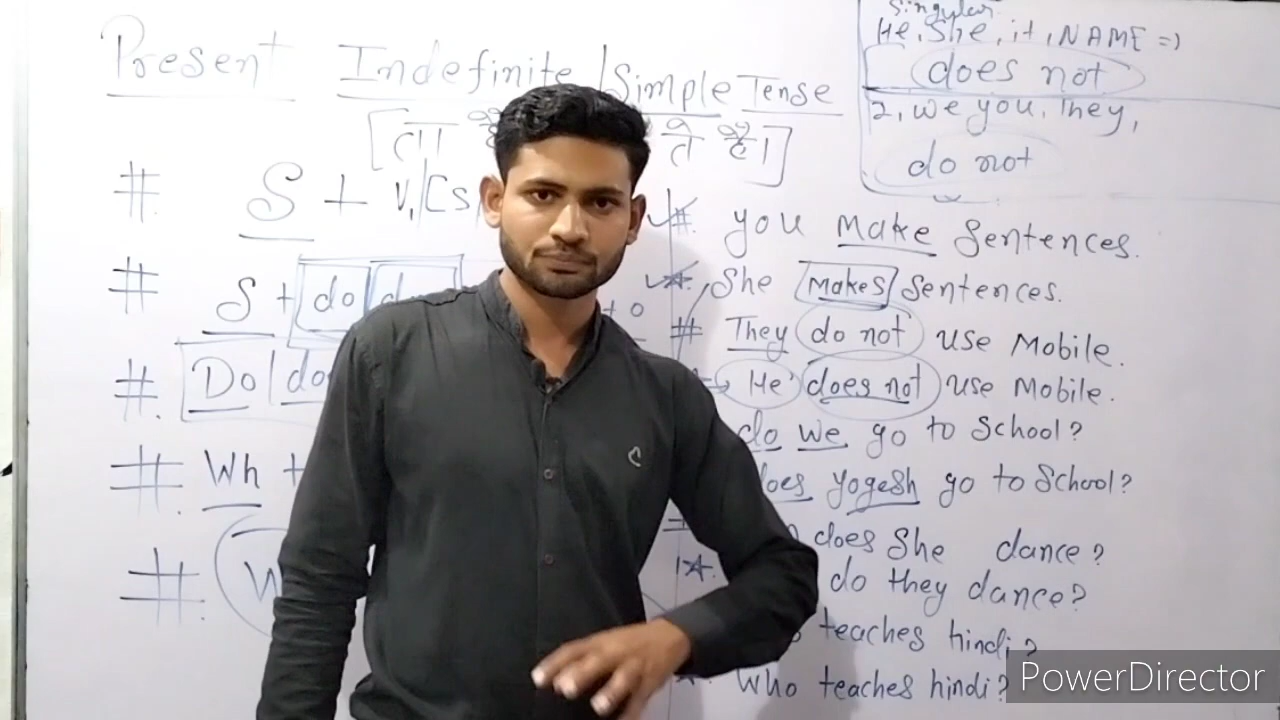 Present Indefinite / Simple Tense
ते हैं।]
# S + V1/(s
# S + do
# Do
# Wh +
#
Singular
He, She, it, NAME =>
does not
2, we you, They,
do not
#. you make Sentences.
She makes Sentences.
# They do not use Mobile.
He does not use Mobile.
do we go to School?
does yogesh go to School?
does She dance?
do they dance?
teaches hindi?
Who teaches hindi?
PowerDirector